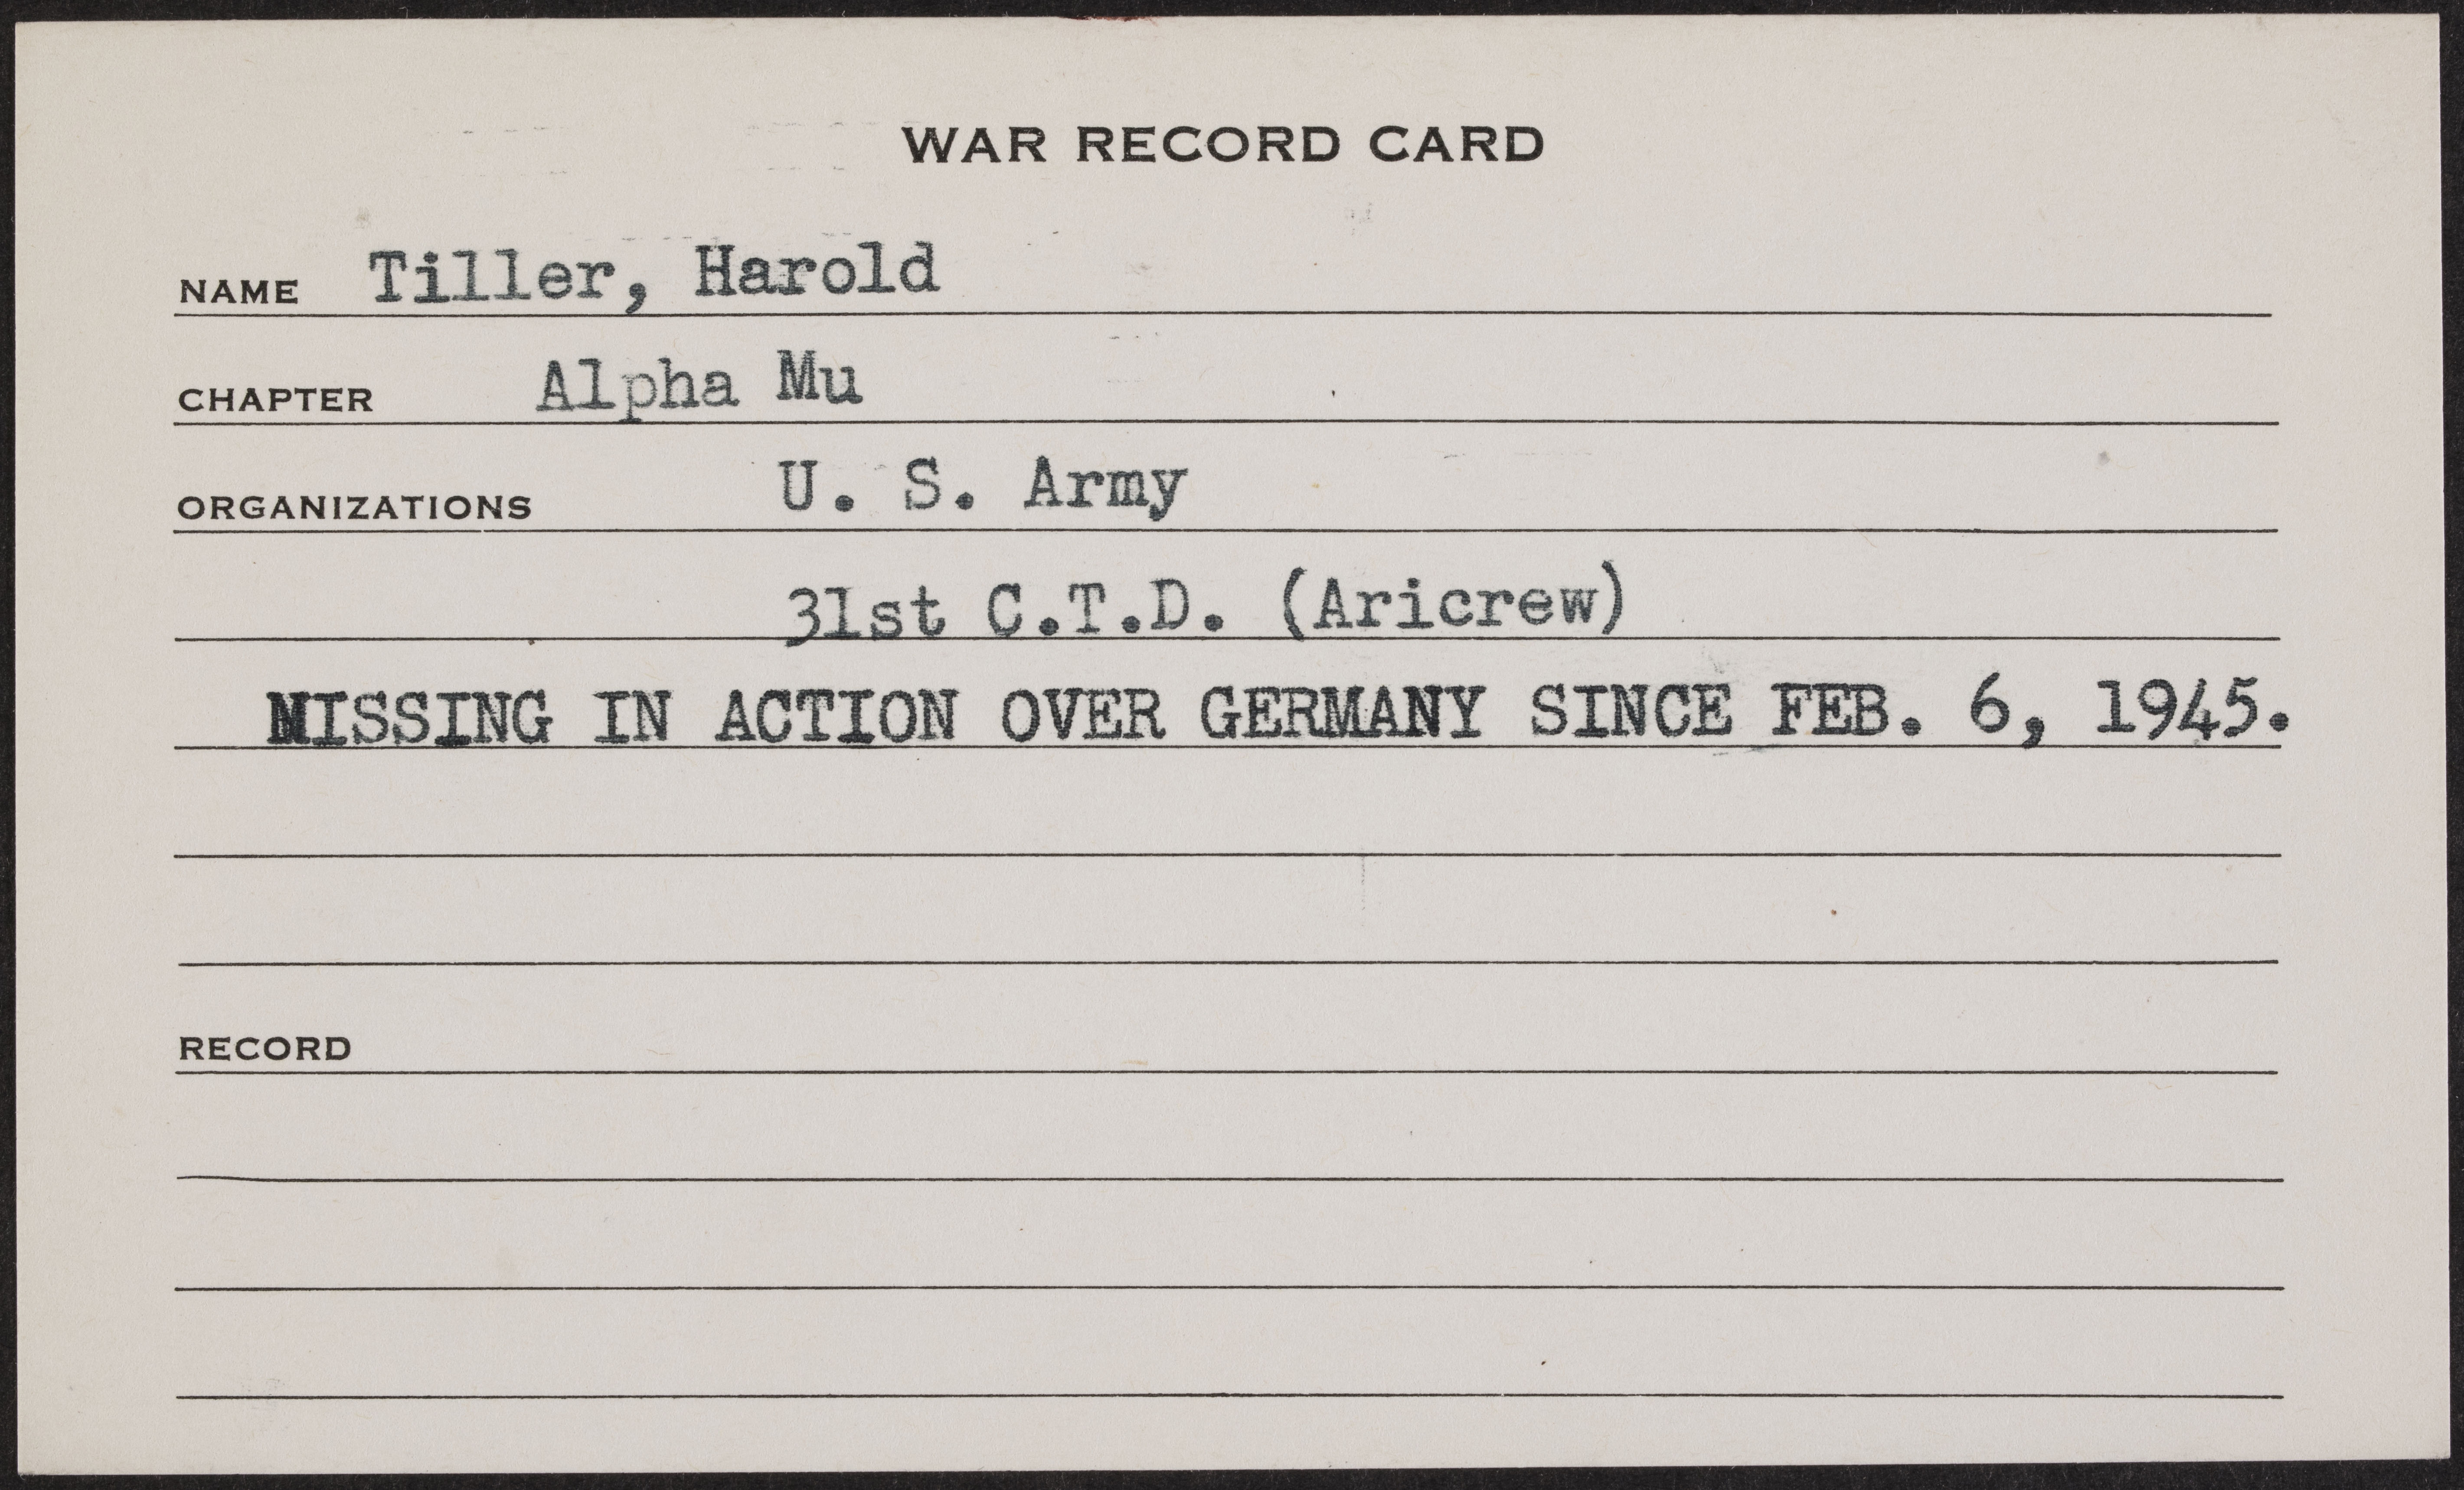 WAR RECORD CARD
NAME Tiller, Harold
CHAPTER Alpha Mu
ORGANIZATIONS U. S. Army
31st C.T.D. (Aricrew)
MISSING IN ACTION OVER GERMANY SINCE FEB. 6, 1945.
RECORD